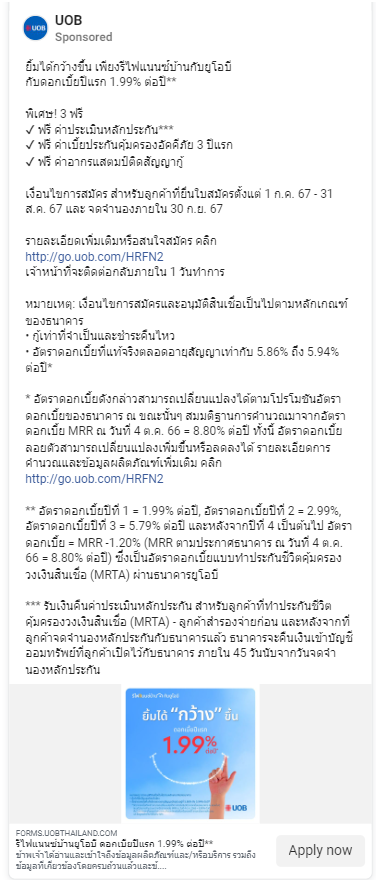 UOB
Sponsored
ยิ้มได้กว้างขึ้น เพียงรีไฟแนนซ์บ้านกับยูโอบี
กับดอกเบี้ยปีแรก 1.99% ต่อปี**
พิเศษ! 3 ฟรี
✓ ฟรี ค่าประเมินหลักประกัน***
✓ ฟรี ค่าเบี้ยประกันคุ้มครองอัคคีภัย 3 ปีแรก
✓ ฟรี ค่าอากรแสตมป์ติดสัญญากู้
เงื่อนไขการสมัคร สำหรับลูกค้าที่ยื่นใบสมัครตั้งแต่ 1 ก.ค. 67 - 31
ส.ค. 67 และ จดจำนองภายใน 30 ก.ย. 67
รายละเอียดเพิ่มเติมหรือสนใจสมัคร คลิก
http://go.uob.com/HRFN2
เจ้าหน้าที่จะติดต่อกลับภายใน 1 วันทำการ
หมายเหตุ: เงื่อนไขการสมัครและอนุมัติสินเชื่อเป็นไปตามหลักเกณฑ์
ของธนาคาร
• กู้เท่าที่จำเป็นและชำระคืนไหว
• อัตราดอกเบี้ยที่แท้จริงตลอดอายุสัญญาเท่ากับ 5.86% ถึง 5.94%
ต่อปี*
* อัตราดอกเบี้ยดังกล่าวสามารถเปลี่ยนแปลงได้ตามโปรโมชันอัตรา
ดอกเบี้ยของธนาคาร ณ ขณะนั้นๆ สมมติฐานการคำนวณมาจากอัตรา
ดอกเบี้ย MRR ณ วันที่ 4 ต.ค. 66 = 8.80% ต่อปี ทั้งนี้ อัตราดอกเบี้ย
ลอยตัวสามารถเปลี่ยนแปลงเพิ่มขึ้นหรือลดลงได้ รายละเอียดการ
คำนวณและข้อมูลผลิตภัณฑ์เพิ่มเติม คลิก
http://go.uob.com/HRFN2
** อัตราดอกเบี้ยปีที่ 1 = 1.99% ต่อปี, อัตราดอกเบี้ยปีที่ 2 = 2.99%,
อัตราดอกเบี้ยปีที่ 3 = 5.79% ต่อปี และหลังจากปีที่ 4 เป็นต้นไป อัตรา
ดอกเบี้ย = MRR -1.20% (MRR ตามประกาศธนาคาร ณ วันที่ 4 ต.ค.
66 = 8.80% ต่อปี) ซึ่งเป็นอัตราดอกเบี้ยแบบทำประกันชีวิตคุ้มครอง
วงเงินสินเชื่อ (MRTA) ผ่านธนาคารยูโอบี
*** รับเงินคืนค่าประเมินหลักประกัน สำหรับลูกค้าที่ทำประกันชีวิต
คุ้มครองวงเงินสินเชื่อ (MRTA) - ลูกค้าสำรองจ่ายก่อน และหลังจากที่
ลูกค้าจดจำนองหลักประกันกับธนาคารแล้ว ธนาคารจะคืนเงินเข้าบัญชี
ออมทรัพย์ที่ลูกค้าเปิดไว้กับธนาคาร ภายใน 45 วันนับจากวันจดจำ
นองหลักประกัน
รีไฟแนนซ์บ้านกับยูโอบี
ยิ้มได้ "กว้าง" ขึ้น
ดอกเบี้ยปีแรก
1.99%
ต่อปี*
UOB
FORMS.UOBTHAILAND.COM
รีไฟแนนซ์บ้านยูโอบี ดอกเบี้ยปีแรก 1.99% ต่อปี**
ข้าพเจ้าได้อ่านและเข้าใจถึงข้อมูลผลิตภัณฑ์และ/หรือบริการ รวมถึง
ข้อมูลที่เกี่ยวข้องโดยครบถ้วนแล้วและข้....
Apply now